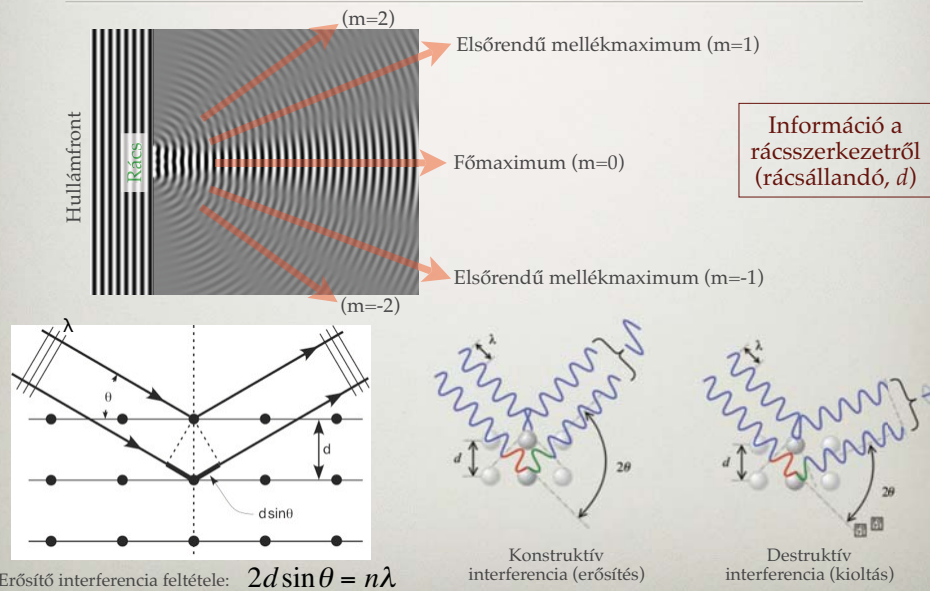 (m=2)
Elsőrendű mellékmaximum (m=1)
Hullámfront
Rács
Főmaximum (m=0)
Információ a
rácsszerkezetről
(rácsállandó, d)
Elsőrendű mellékmaximum (m=-1)
(m=-2)
λ
θ
d
dsinθ
λ
d
2θ
λ
d
2θ
Konstruktív
interferencia (erősítés)
Destruktív
interferencia (kioltás)
Erősítő interferencia feltétele: 2d sin θ = nλ